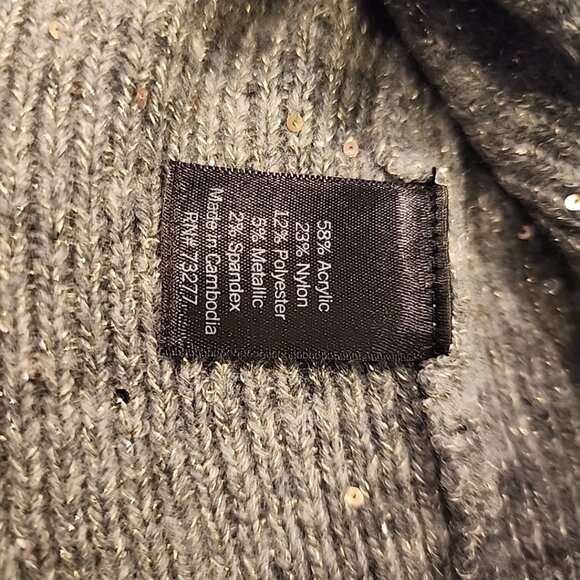 58% Acrylic
23% Nylon
12% Polyester
5% Metallic
2% Spandex
Made in Cambodia
RN# 73277